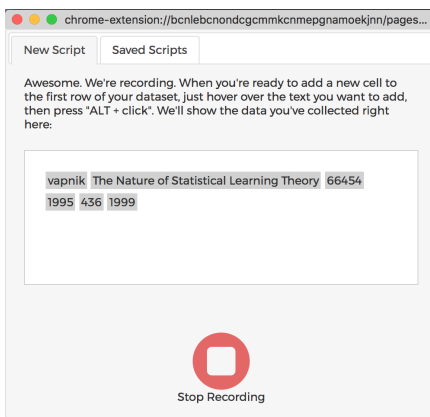 chrome-extension://bcnlebcnondcgcmmkcnmepgnamoekjnn/pages...
New Script Saved Scripts
Awesome. We're recording. When you're ready to add a new cell to
the first row of your dataset, just hover over the text you want to add,
then press "ALT + click". We'll show the data you've collected right
here:
vapnik The Nature of Statistical Learning Theory 66454
1995 436 1999
Stop Recording